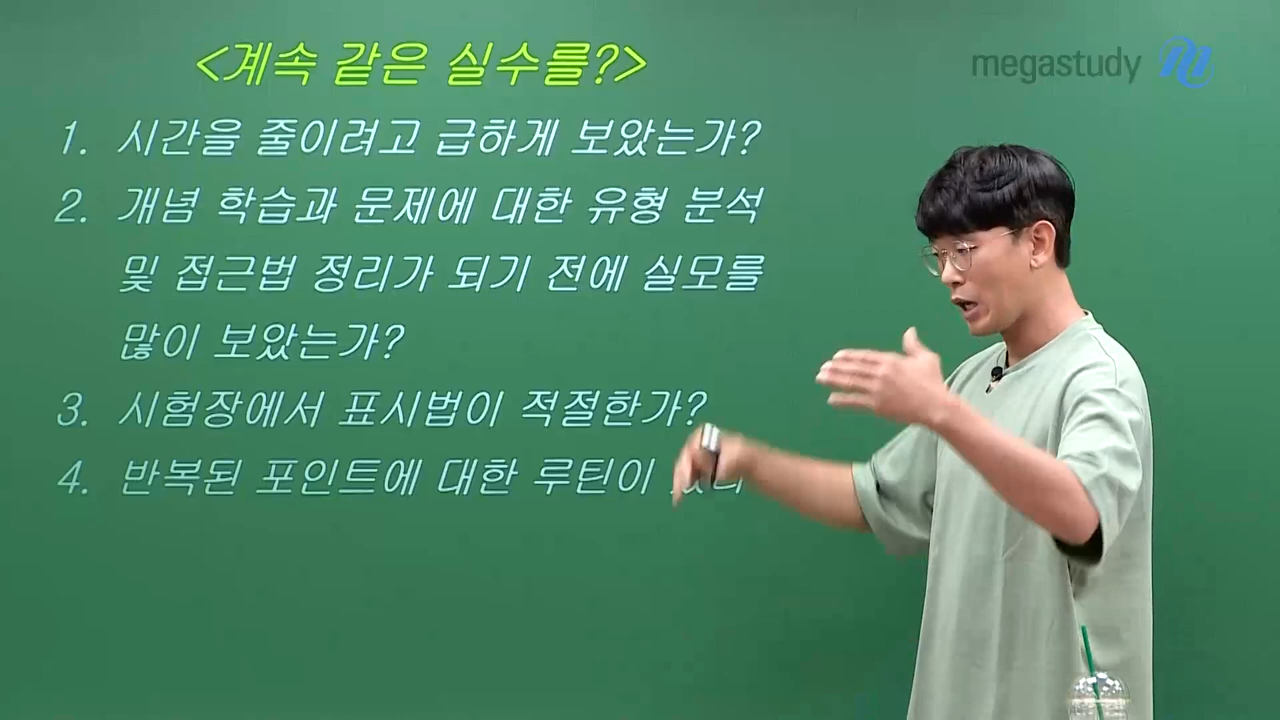 <계속 같은 실수를?>
megastudy
1. 시간을 줄이려고 급하게 보았는가?
2. 개념 학습과 문제에 대한 유형 분석
및 접근법 정리가 되기 전에 실모를
많이 보았는가?
3. 시험장에서 표시법이 적절한가?
4. 반복된 포인트에 대한 루틴이